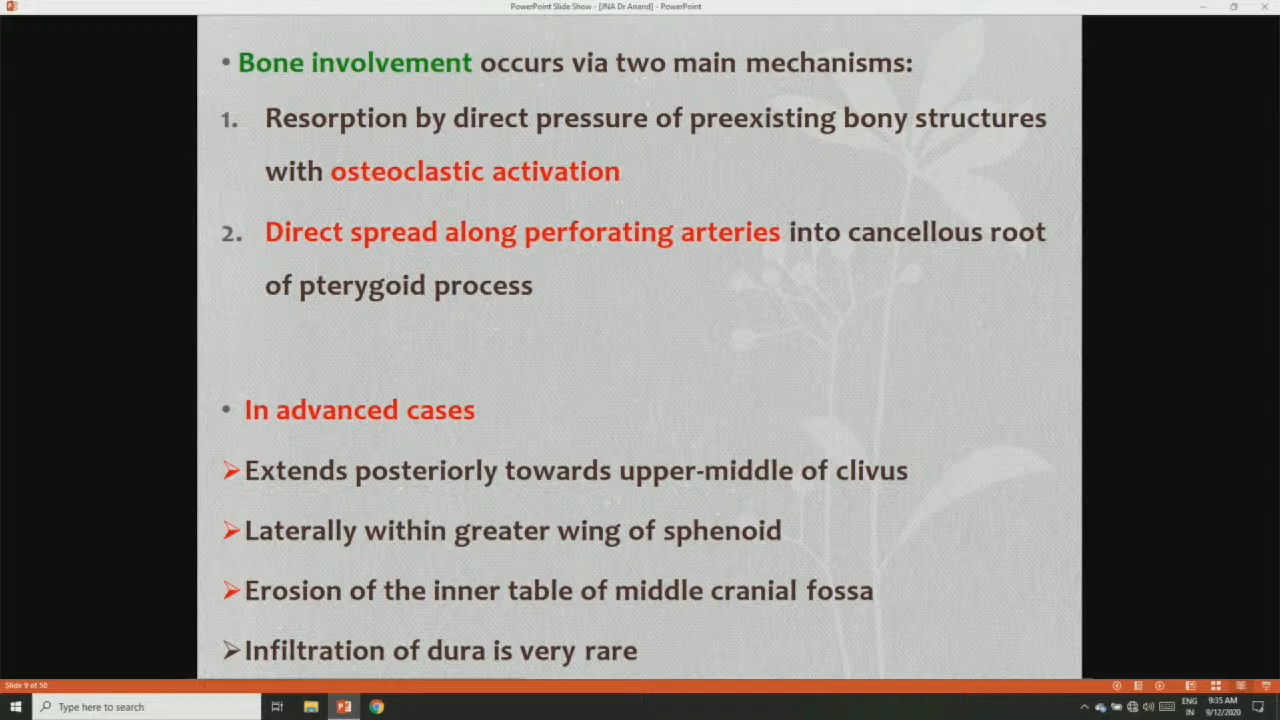 PowerPoint Slide Show - [JNA Dr Anand] - PowerPoint
• Bone involvement occurs via two main mechanisms:
1. Resorption by direct pressure of preexisting bony structures
with osteoclastic activation
2. Direct spread along perforating arteries into cancellous root
of pterygoid process
• In advanced cases
➢Extends posteriorly towards upper-middle of clivus
➢Laterally within greater wing of sphenoid
➢Erosion of the inner table of middle cranial fossa
➢Infiltration of dura is very rare
Slide 9 of 50
Type here to search
ENG
IN
9:35 AM
9/12/2020